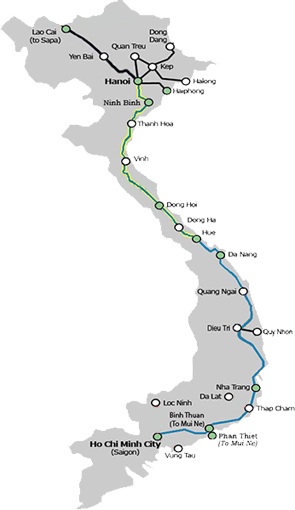 Lao Cai
(to Sapa)
Dong
Dang
Quan Treu
Yen Bai
Kep
Hanoi
Halong
Haiphong
Ninh Binh
Thanh Hoa
Vinh
Dong Hoi
Dong Ha
Hue
Da Nang
Quang Ngai
Dieu Tri
Quy Nhon
Nha Trang
Da Lat
Loc Ninh
Thap Cham
Binh Thuan
(To Mui Ne)
Phan Thiet
(To Mui Ne)
Ho Chi Minh City
(Saigon)
Vung Tau